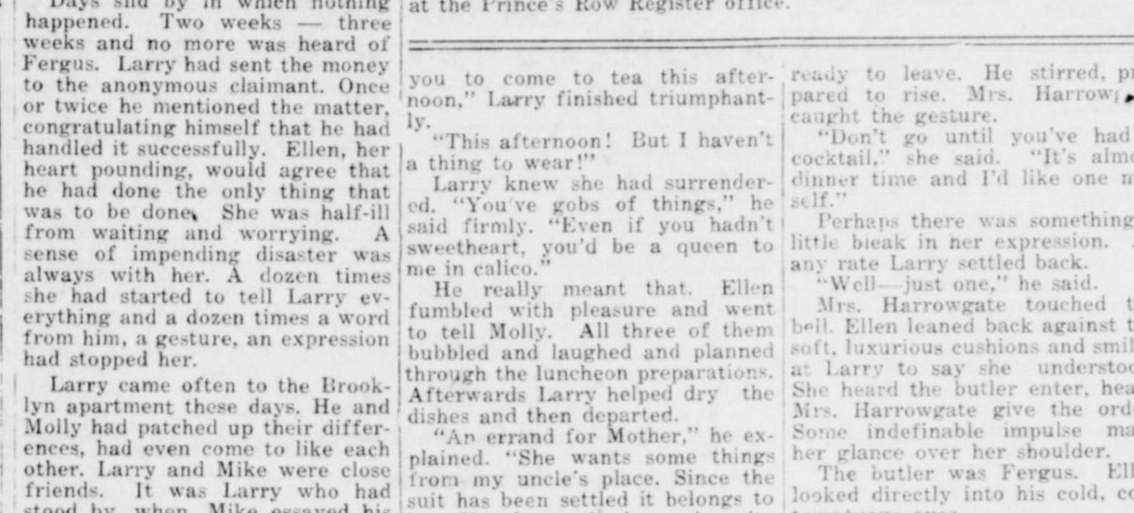 Days slid by in which nothing
happened. Two weeks — three
weeks and no more was heard of
Fergus. Larry had sent the money
to the anonymous claimant. Once
or twice he mentioned the matter,
congratulating himself that he had
handled it successfully. Ellen, her
heart pounding, would agree that
he had done the only thing that
was to be done. She was half-ill
from waiting and worrying. A
sense of impending disaster was
always with her. A dozen times
she had started to tell Larry ev-
erything and a dozen times a word
from him, a gesture, an expression
had stopped her.
Larry came often to the Brook-
lyn apartment these days. He and
Molly had patched up their differ-
ences, had even come to like each
other. Larry and Mike were close
friends. It was Larry who had
stood by when Mike essayed his
at the Prince's Row Register office.
you to come to tea this after-
noon," Larry finished triumphant-
ly.
"This afternoon! But I haven't
a thing to wear!"
Larry knew she had surrender-
ed. "You've gobs of things," he
said firmly. "Even if you hadn't
sweetheart, you'd be a queen to
me in calico."
He really meant that. Ellen
fumbled with pleasure and went
to tell Molly. All three of them
bubbled and laughed and planned
through the luncheon preparations.
Afterwards Larry helped dry the
dishes and then departed.
"An errand for Mother," he ex-
plained. "She wants some things
from my uncle's place. Since the
suit has been settled it belongs to
ready to leave. He stirred,
pared to rise. Mrs.
caught the gesture.
"Don't go until you've had
cocktail," she said. "It's
dinner time and I'd like one
self."
Perhaps there was something
little bleak in her expression.
any rate Larry settled back.
"Well—just one," he said.
Mrs. Harrowgate touched
bell. Ellen leaned back against
soft, luxurious cushions and
at Larry to say she
She heard the butler enter,
Mrs. Harrowgate give the
Some indefinable impulse
her glance over her shoulder.
The butler was Fergus.
looked directly into his cold,